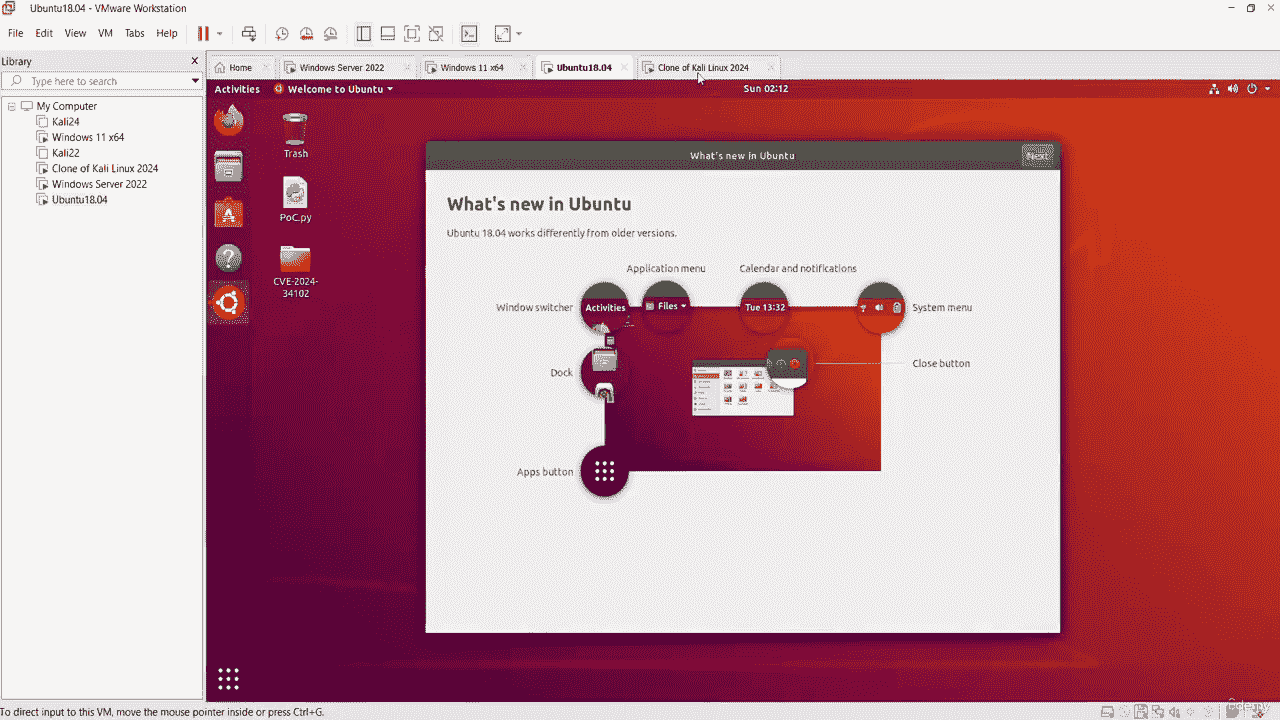 Ubuntu18.04 - VMware Workstation
File Edit View VM Tabs Help
Library X
Type here to search
My Computer
Kali24
Windows 11 x64
Kali22
Clone of Kali Linux 2024
Windows Server 2022
Ubuntu18.04
Home Windows Server 2022 Windows 11 x64 Ubuntu18.04 Clone of Kali Linux 2024
Activities Welcome to Ubuntu Sun 02:12
Trash
PoC.py
CVE-2024-
34102
What's new in Ubuntu Next
What's new in Ubuntu
Ubuntu 18.04 works differently from older versions.
Application menu Calendar and notifications
Window switcher Activities Files Tue 13:32 System menu
Close button
Dock
Apps button
To direct input to this VM, move the mouse pointer inside or press Ctrl+G.